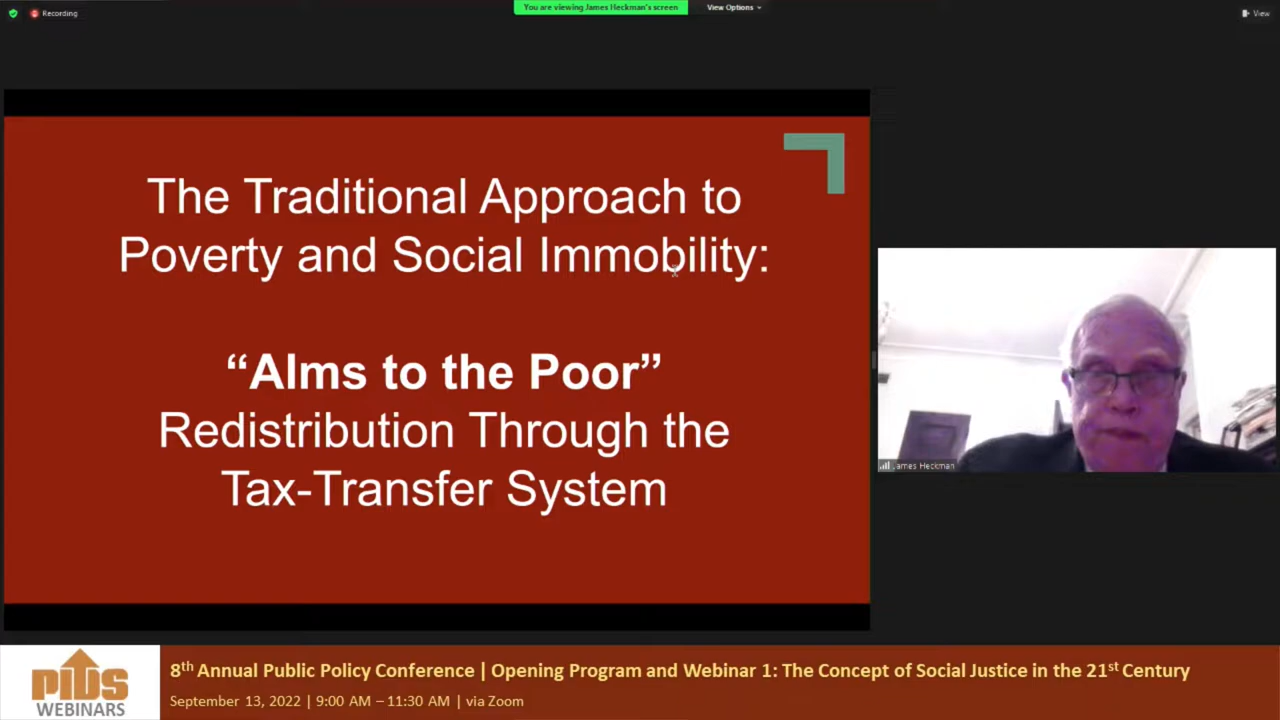 Recording
You are viewing James Heckman's screen
View Options
View
The Traditional Approach to
Poverty and Social Immobility:
“Alms to the Poor”
Redistribution Through the
Tax-Transfer System
James Heckman
PIDS
WEBINARS
8th Annual Public Policy Conference | Opening Program and Webinar 1: The Concept of Social Justice in the 21st Century
September 13, 2022 | 9:00 AM – 11:30 AM | via Zoom